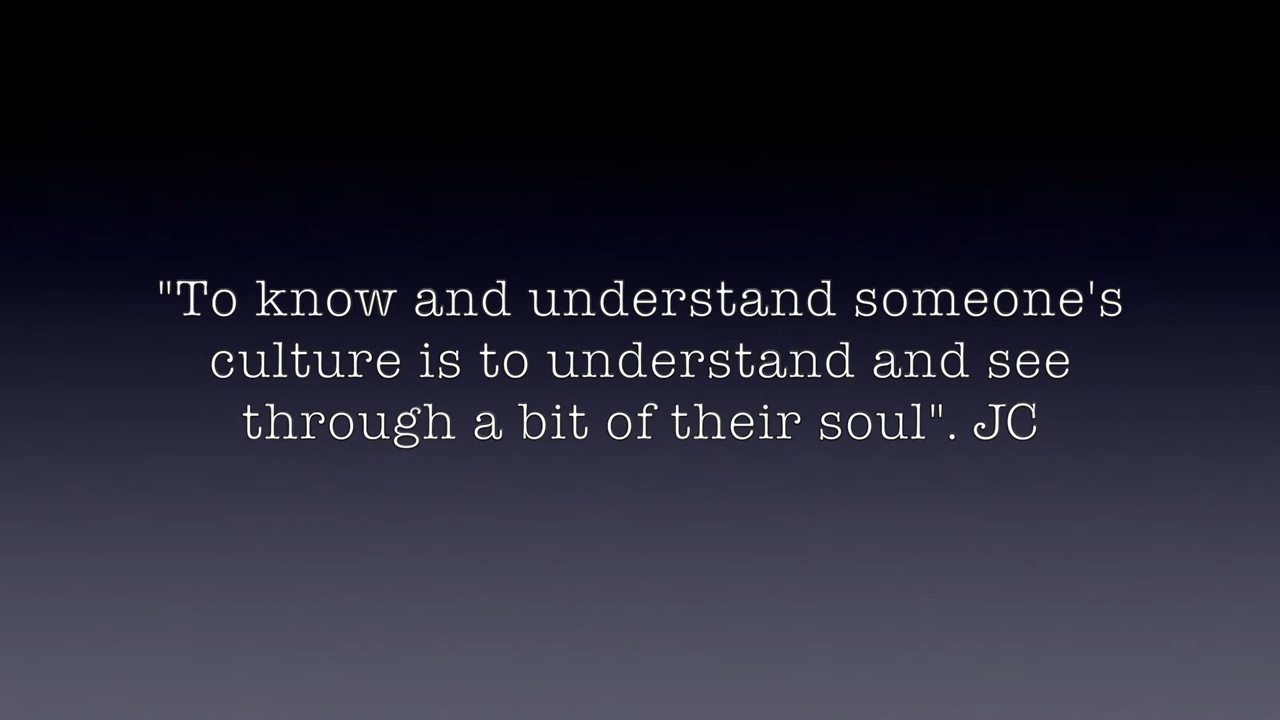 "To know and understand someone's
culture is to understand and see
through a bit of their soul". JC